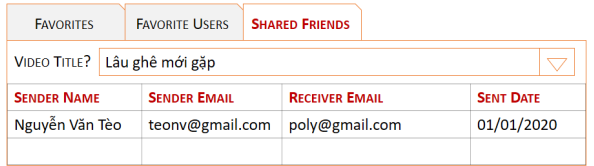 FAVORITES FAVORITE USERS SHARED FRIENDS
VIDEO TITLE? Lâu ghê mới gặp
SENDER NAME SENDER EMAIL RECEIVER EMAIL SENT DATE
Nguyễn Văn Tèo teonv@gmail.com poly@gmail.com 01/01/2020